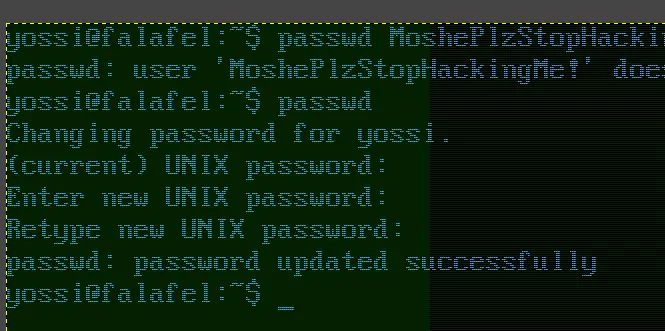 yossi@falafel:~$ passwd MoshePlzStopHacki
passwd: user 'MoshePlzStopHackingMe!' does
yossi@falafel:~$ passwd
Changing password for yossi.
(current) UNIX password:
Enter new UNIX password:
Retype new UNIX password:
passwd: password updated successfully
yossi@falafel:~$ _